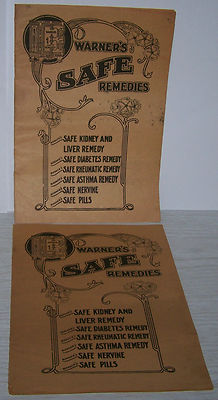 WARNER'S
SAFE
REMEDIES
SAFE KIDNEY AND
LIVER REMEDY
SAFE DIABETES REMEDY
SAFE RHEUMATIC REMEDY
SAFE ASTHMA REMEDY
SAFE NERVINE
SAFE PILLS
WARNER'S
SAFE
REMEDIES
SAFE KIDNEY AND
LIVER REMEDY
SAFE DIABETES REMEDY
SAFE RHEUMATIC REMEDY
SAFE ASTHMA REMEDY
SAFE NERVINE
SAFE PILLS